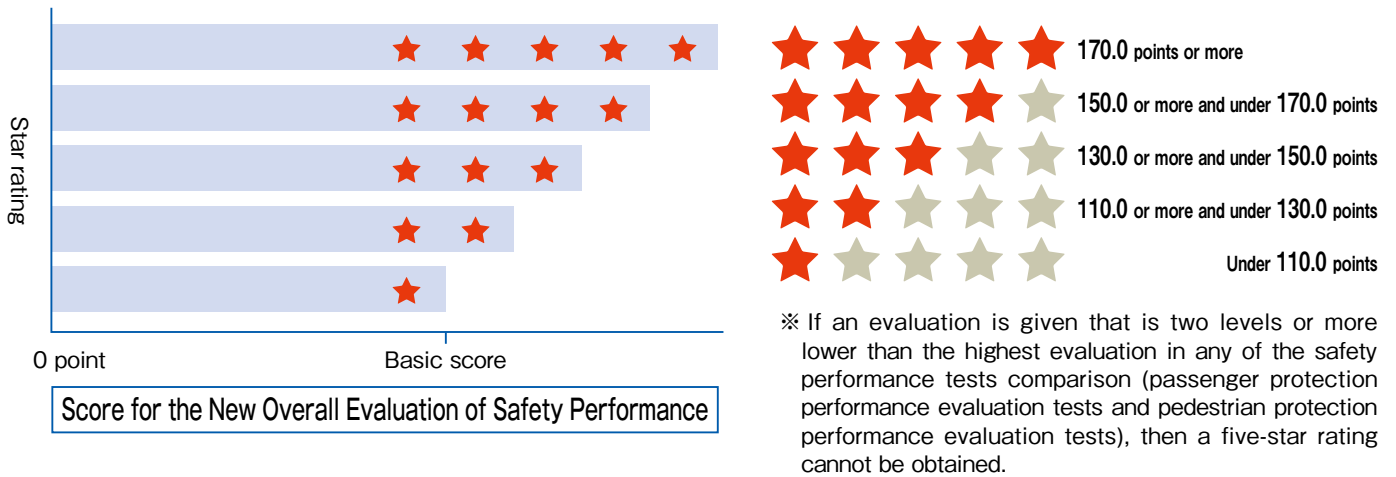 Star rating
0 point
Basic score
Score for the New Overall Evaluation of Safety Performance
170.0 points or more
150.0 or more and under 170.0 points
130.0 or more and under 150.0 points
110.0 or more and under 130.0 points
Under 110.0 points
※ If an evaluation is given that is two levels or more
lower than the highest evaluation in any of the safety
performance tests comparison (passenger protection
performance evaluation tests and pedestrian protection
performance evaluation tests), then a five-star rating
cannot be obtained.